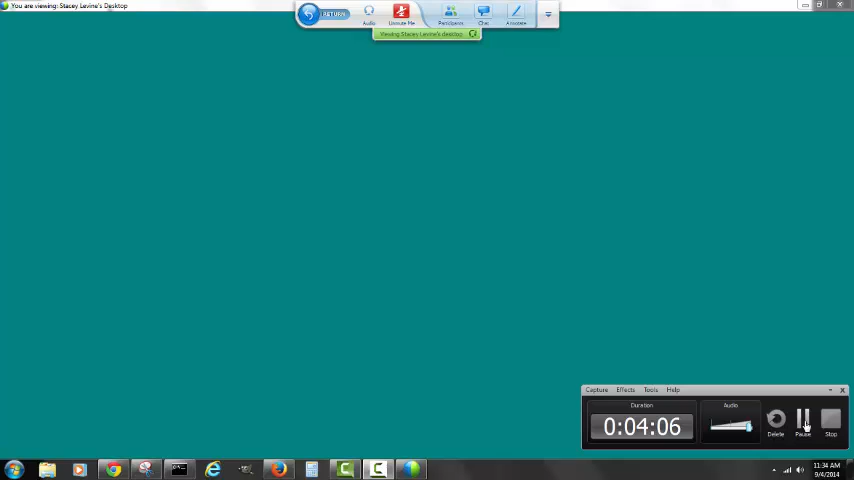 You are viewing: Stacey Levine's Desktop
RETURN
Audio
Unmute Me
Participants
Chat
Annotate
Viewing Stacey Levine's desktop
Capture Effects Tools Help
Duration
0:04:06
Audio
Delete
Pause
Stop
11:34 AM
9/4/2014